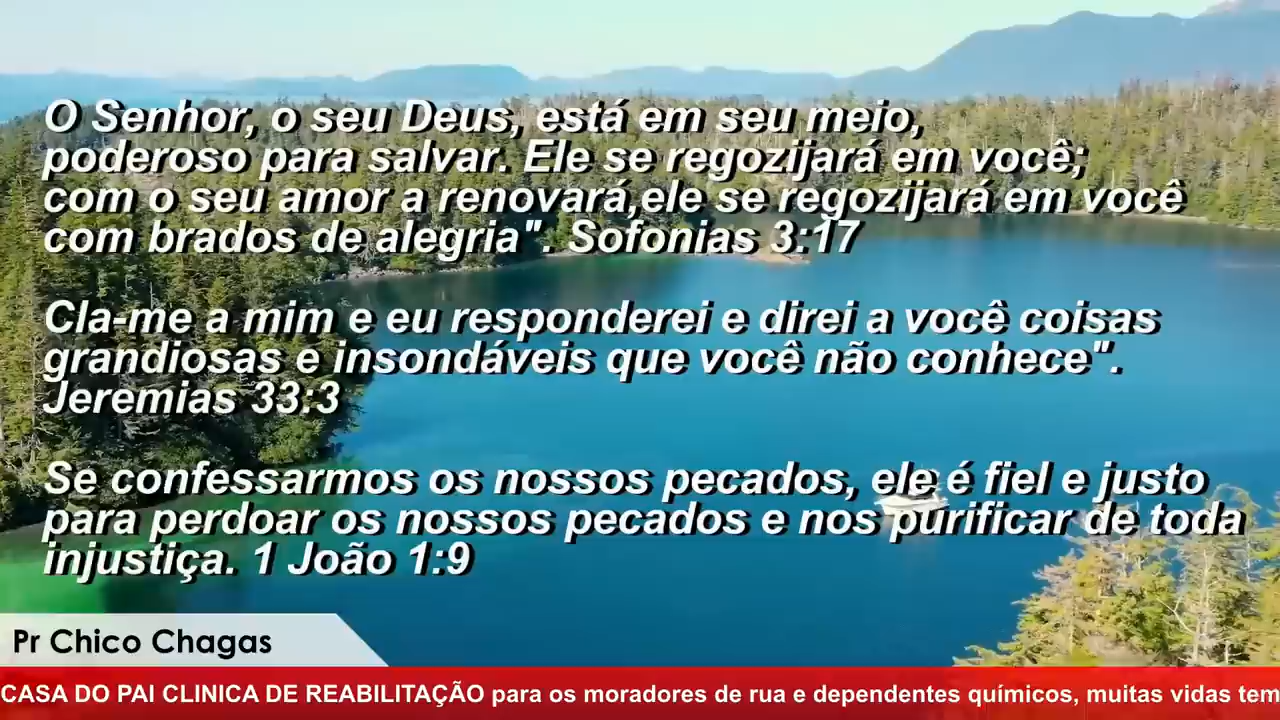 O Senhor, o seu Deus, está em seu meio,
poderoso para salvar. Ele se regozijará em você;
com o seu amor a renovará,ele se regozijará em você
com brados de alegria". Sofonias 3:17
Cla-me a mim e eu responderei e direi a você coisas
grandiosas e insondáveis que você não conhece".
Jeremias 33:3
Se confessarmos os nossos pecados, ele é fiel e justo
para perdoar os nossos pecados e nos purificar de toda
injustiça. 1 João 1:9
Pr Chico Chagas
CASA DO PAI CLINICA DE REABILITAÇÃO para os moradores de rua e dependentes químicos, muitas vidas tem